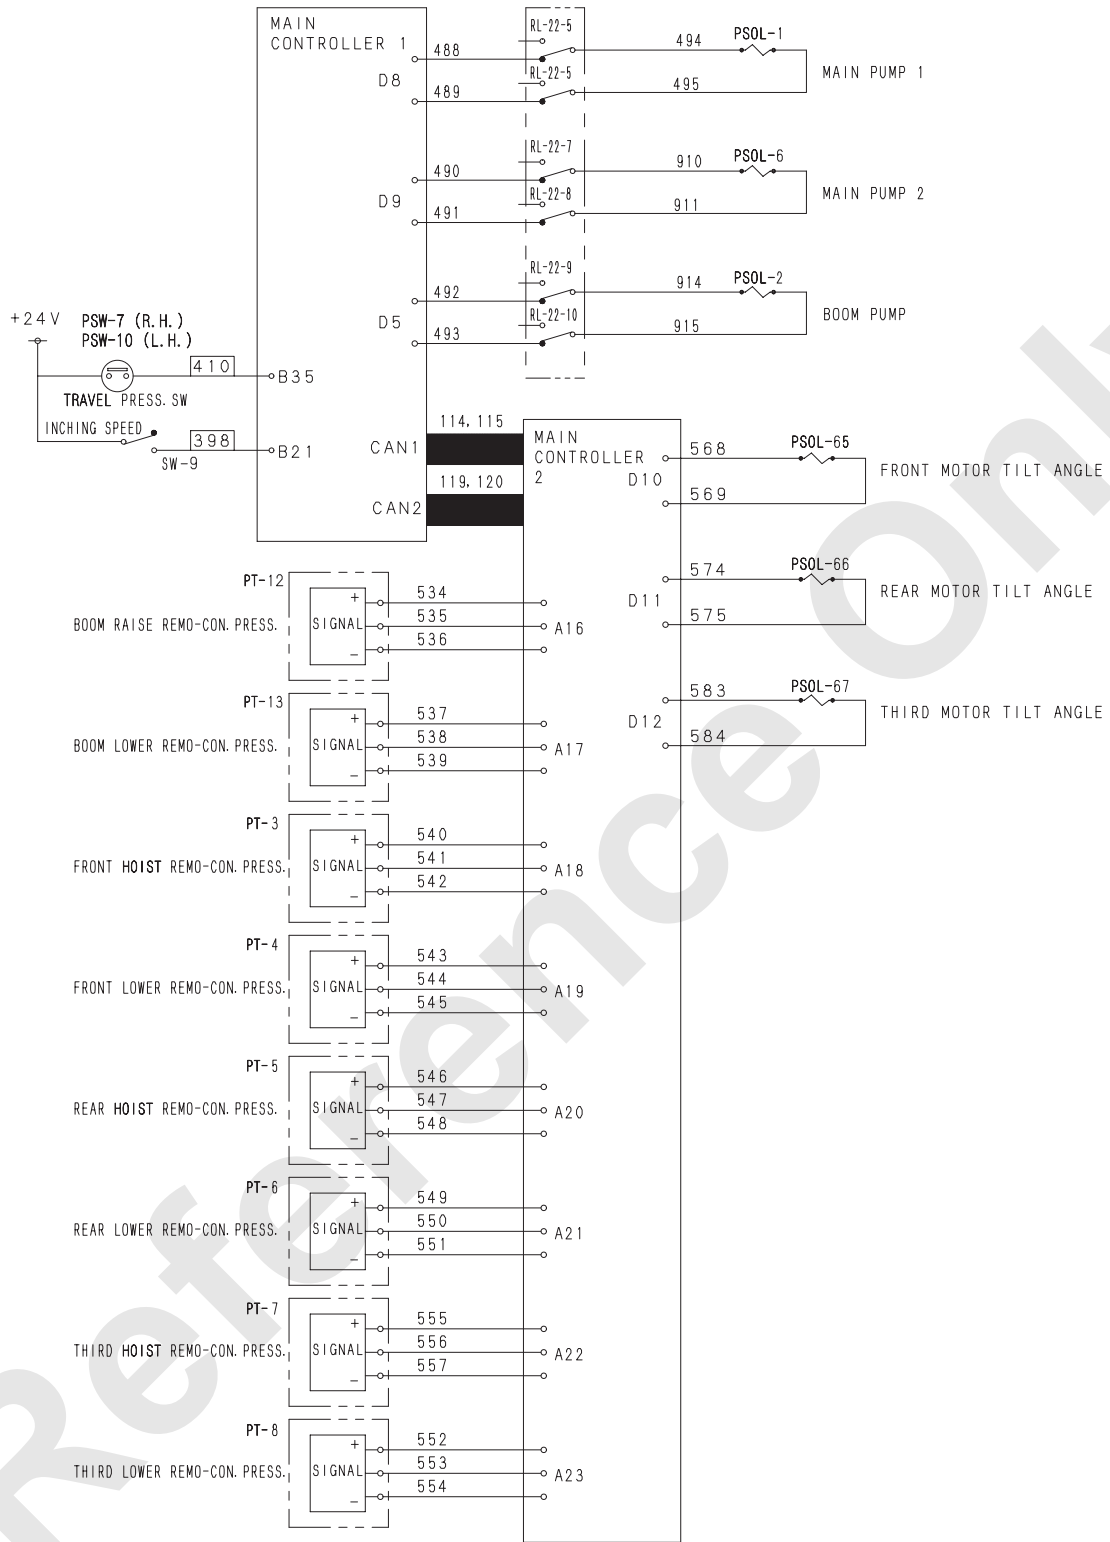 MAIN
CONTROLLER 1
D8
488
489
RL-22-5
RL-22-5
494
495
PSOL-1
MAIN PUMP 1
D9
490
491
RL-22-7
RL-22-8
910
911
PSOL-6
MAIN PUMP 2
D5
492
493
RL-22-9
RL-22-10
914
915
PSOL-2
BOOM PUMP
+24V
PSW-7 (R.H.)
PSW-10 (L.H.)
410
B35
TRAVEL PRESS. SW
INCHING SPEED
398
B21
SW-9
CAN1
114, 115
CAN2
119, 120
MAIN
CONTROLLER
2
D10
568
569
PSOL-65
FRONT MOTOR TILT ANGLE
D11
574
575
PSOL-66
REAR MOTOR TILT ANGLE
D12
583
584
PSOL-67
THIRD MOTOR TILT ANGLE
PT-12
BOOM RAISE REMO-CON. PRESS.
+
SIGNAL
−
534
535
536
A16
PT-13
BOOM LOWER REMO-CON. PRESS.
+
SIGNAL
−
537
538
539
A17
PT-3
FRONT HOIST REMO-CON. PRESS.
+
SIGNAL
−
540
541
542
A18
PT-4
FRONT LOWER REMO-CON. PRESS.
+
SIGNAL
−
543
544
545
A19
PT-5
REAR HOIST REMO-CON. PRESS.
+
SIGNAL
−
546
547
548
A20
PT-6
REAR LOWER REMO-CON. PRESS.
+
SIGNAL
−
549
550
551
A21
PT-7
THIRD HOIST REMO-CON. PRESS.
+
SIGNAL
−
555
556
557
A22
PT-8
THIRD LOWER REMO-CON. PRESS.
+
SIGNAL
−
552
553
554
A23
Reference Only